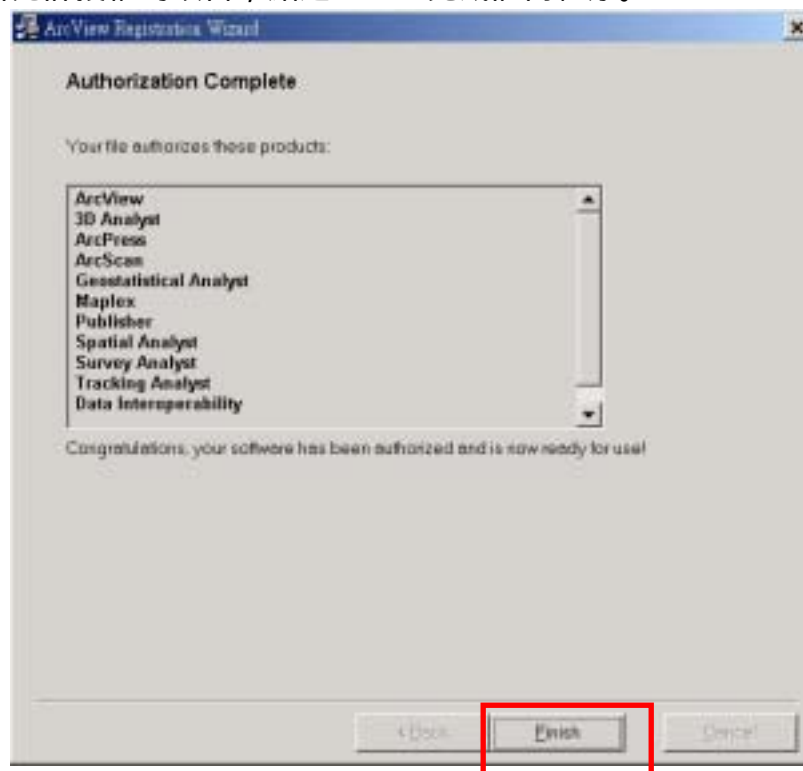 ArcView Registration Wizard
Authorization Complete
Your file authorizes these products:
ArcView
3D Analyst
ArcPress
ArcScan
Geostatistical Analyst
Maplex
Publisher
Spatial Analyst
Survey Analyst
Tracking Analyst
Data Interoperability
Congratulations, your software has been authorized and is now ready for use!
< Back
Finish
Cancel